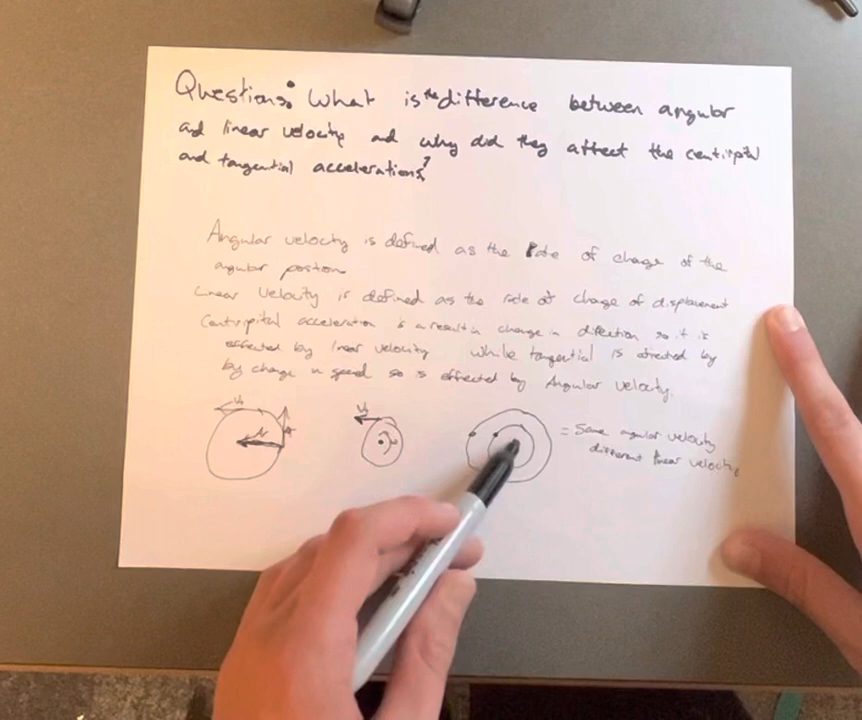 Questions: What is the difference between angular
and linear velocity and why did they affect the centripital
and tangential accelerations?
Angular velocity is defined as the Rate of change of the
angular position
Linear velocity is defined as the rate of change of displacement
Centripital acceleration is a result in change in direction so it is
effected by linear velocity while tangential is directed by
by change in speed so is effected by Angular velocity.
= Same angular velocity
different linear velocity